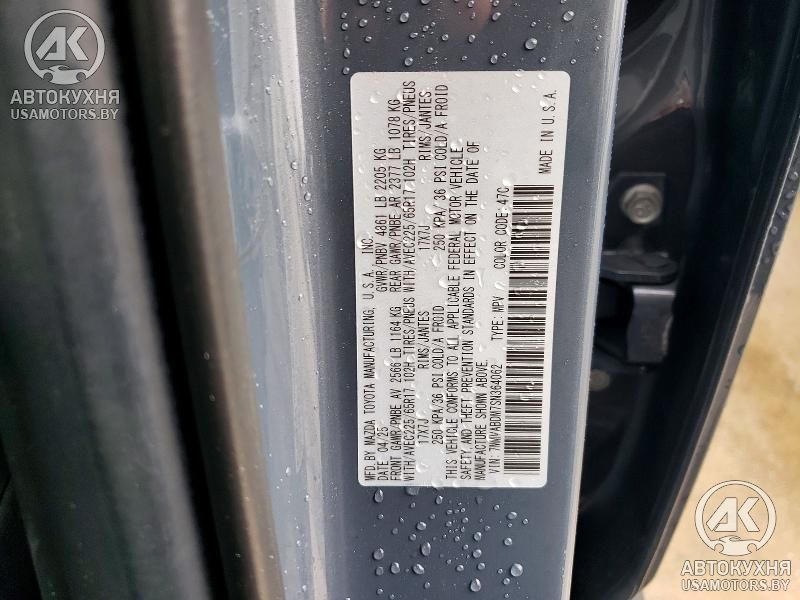 АК
АВТОКУХНЯ
USAMOTORS.BY
MFD.BY MAZDA TOYOTA MANUFACTURING, U.S.A. INC.
DATE 04/25 GVWR/PNBV 4861 LB 2205 KG
FRONT GAWR/PNBE AV 2566 LB 1164 KG REAR GAWR/PNBE AR 2377 LB 1078 KG
WITH/AVEC225/65R17 102H TIRES/PNEUS WITH/AVEC225/65R17 102H TIRES/PNEUS
17X7J RIMS/JANTES 17X7J RIMS/JANTES
250 KPA/36 PSI COLD/A FROID 250 KPA/36 PSI COLD/A FROID
THIS VEHICLE CONFORMS TO ALL APPLICABLE FEDERAL MOTOR VEHICLE
SAFETY AND THEFT PREVENTION STANDARDS IN EFFECT ON THE DATE OF
MANUFACTURE SHOWN ABOVE.
VIN: 7MMVABDM7SN364062 TYPE: MPV COLOR CODE: 47C
MADE IN U.S.A.
АК
АВТОКУХНЯ
USAMOTORS.BY